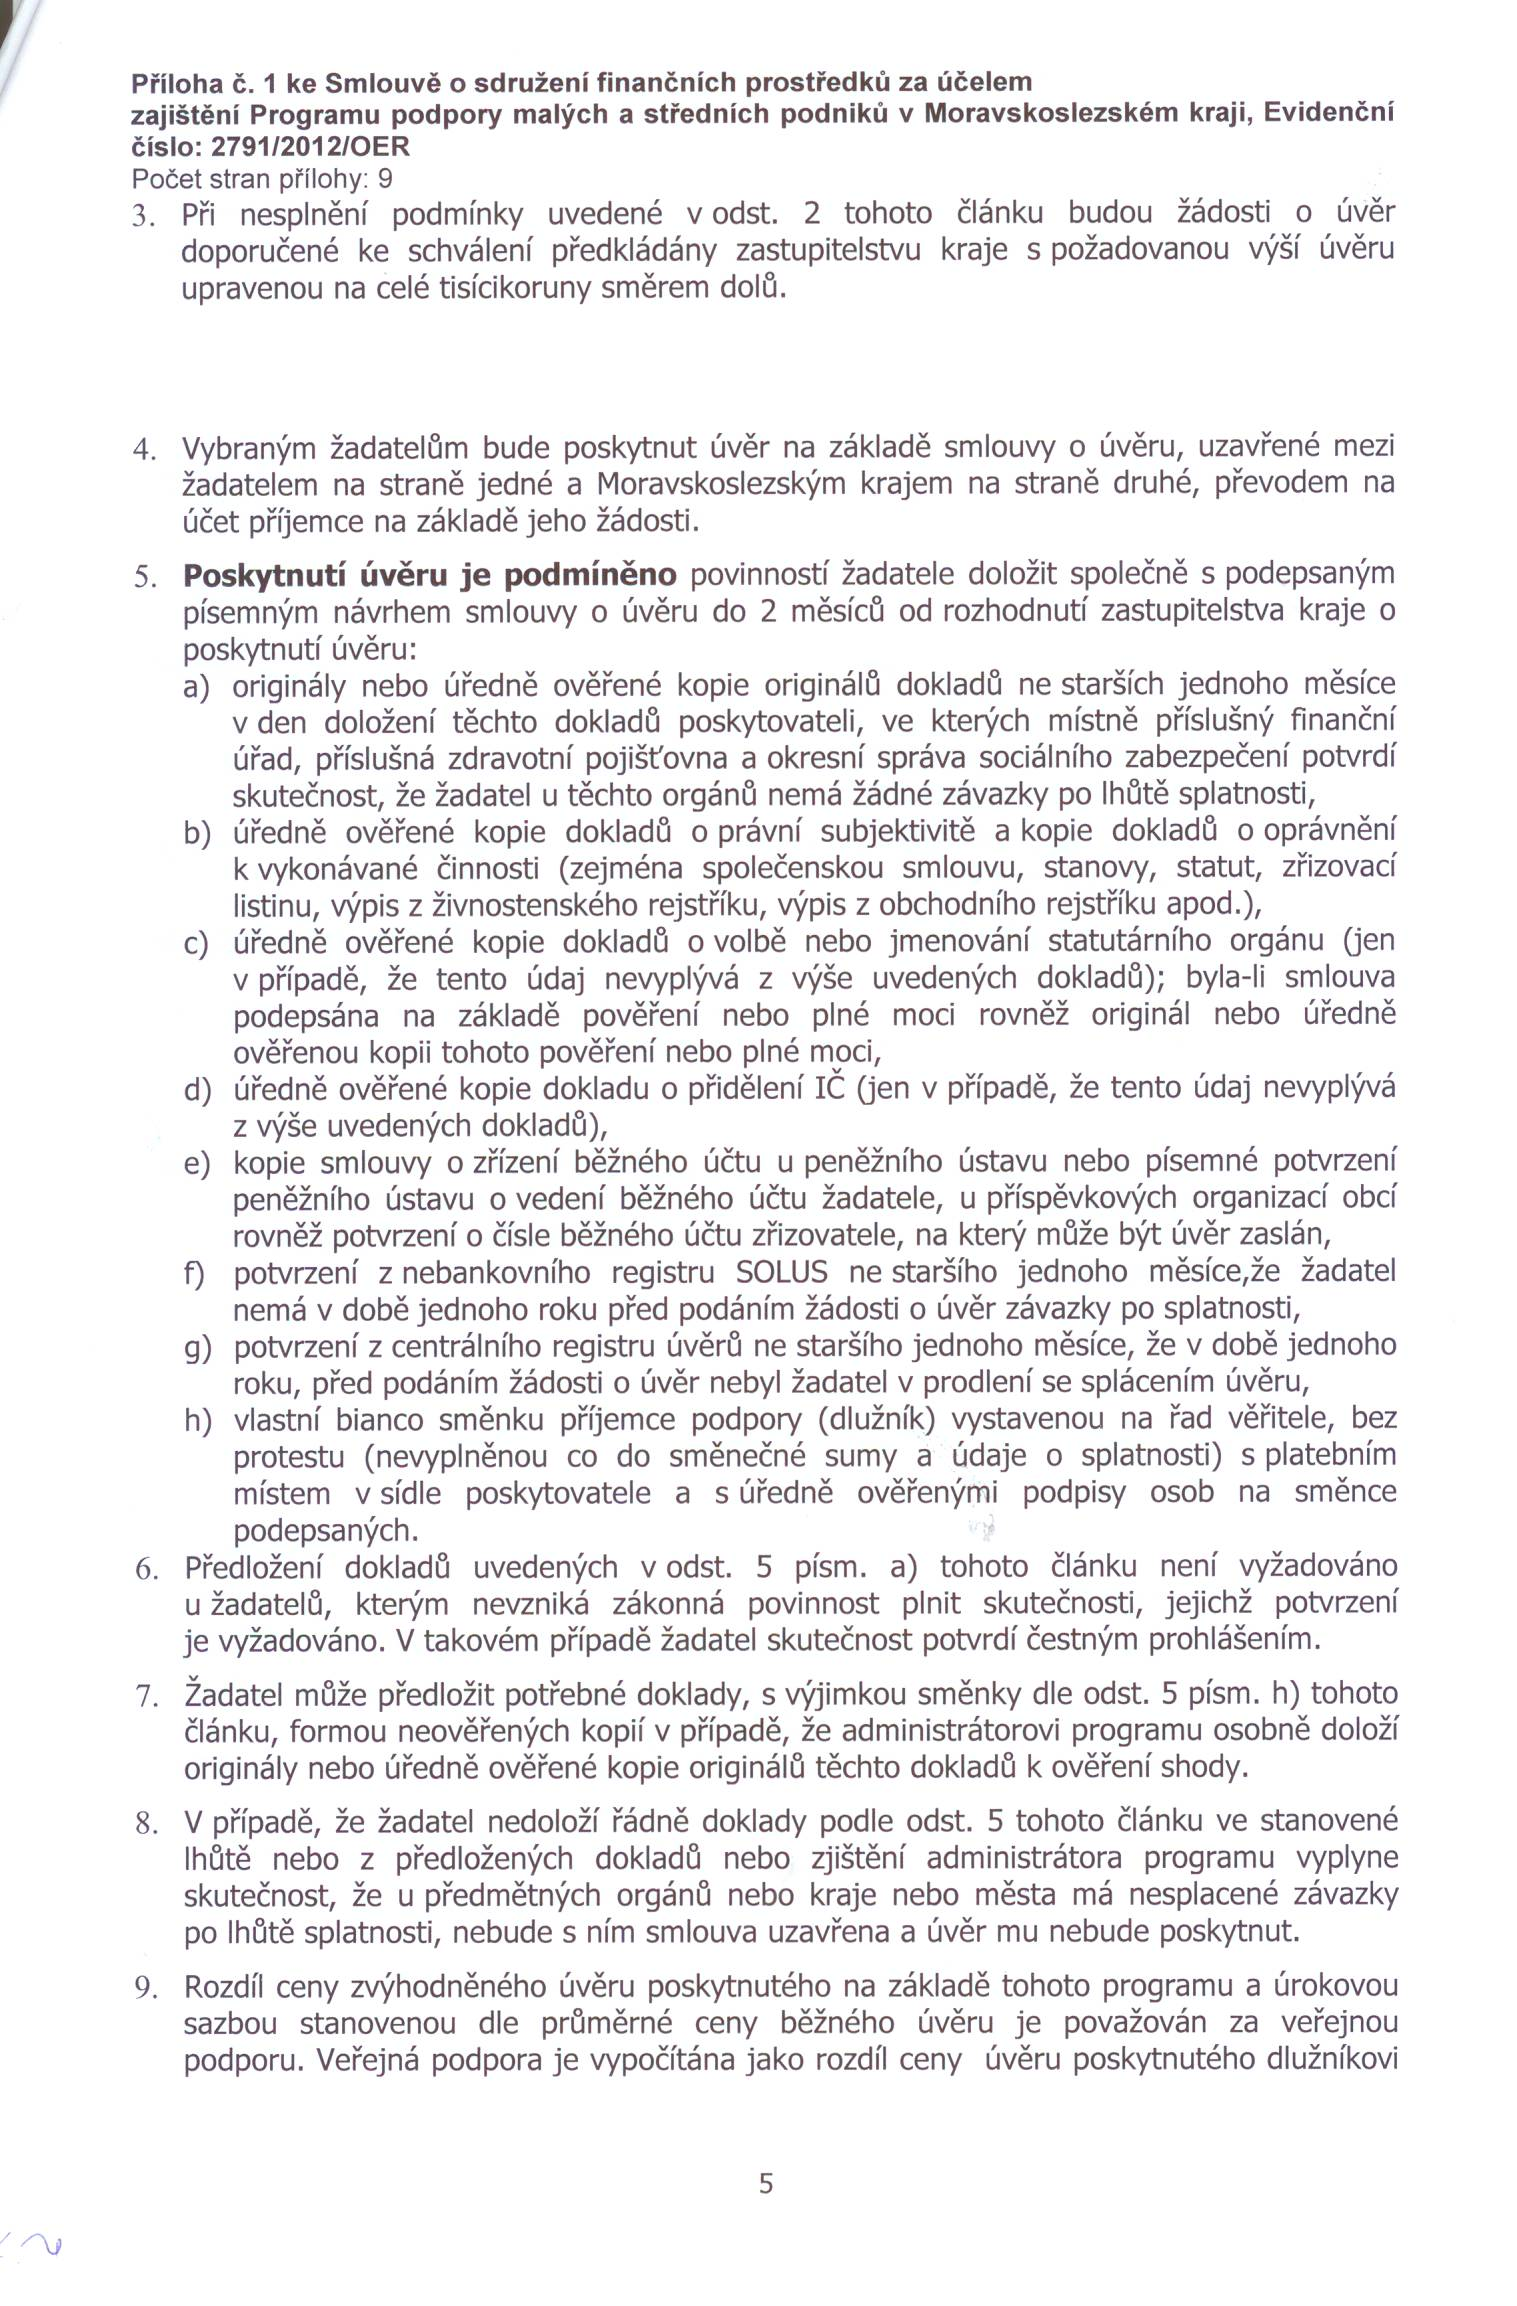 Příloha č. 1 ke Smlouvě o sdružení finančních prostředků za účelem
zajištění Programu podpory malých a středních podniků v Moravskoslezském kraji, Evidenční
číslo: 2791/2012/OER
Počet stran přílohy: 9
3. Při nesplnění podmínky uvedené v odst. 2 tohoto článku budou žádosti o úvěr
doporučené ke schválení předkládány zastupitelstvu kraje s požadovanou výší úvěru
upravenou na celé tisícikoruny směrem dolů.
4. Vybraným žadatelům bude poskytnut úvěr na základě smlouvy o úvěru, uzavřené mezi
žadatelem na straně jedné a Moravskoslezským krajem na straně druhé, převodem na
účet příjemce na základě jeho žádosti.
5. Poskytnutí úvěru je podmíněno povinností žadatele doložit společně s podepsaným
písemným návrhem smlouvy o úvěru do 2 měsíců od rozhodnutí zastupitelstva kraje o
poskytnutí úvěru:
a) originály nebo úředně ověřené kopie originálů dokladů ne starších jednoho měsíce
v den doložení těchto dokladů poskytovateli, ve kterých místně příslušný finanční
úřad, příslušná zdravotní pojišťovna a okresní správa sociálního zabezpečení potvrdí
skutečnost, že žadatel u těchto orgánů nemá žádné závazky po lhůtě splatnosti,
b) úředně ověřené kopie dokladů o právní subjektivitě a kopie dokladů o oprávnění
k vykonávané činnosti (zejména společenskou smlouvu, stanovy, statut, zřizovací
listinu, výpis z živnostenského rejstříku, výpis z obchodního rejstříku apod.),
c) úředně ověřené kopie dokladů o volbě nebo jmenování statutárního orgánu (jen
v případě, že tento údaj nevyplývá z výše uvedených dokladů); byla-li smlouva
podepsána na základě pověření nebo plné moci rovněž originál nebo úředně
ověřenou kopii tohoto pověření nebo plné moci,
d) úředně ověřené kopie dokladu o přidělení IČ (jen v případě, že tento údaj nevyplývá
z výše uvedených dokladů),
e) kopie smlouvy o zřízení běžného účtu u peněžního ústavu nebo písemné potvrzení
peněžního ústavu o vedení běžného účtu žadatele, u příspěvkových organizací obcí
rovněž potvrzení o čísle běžného účtu zřizovatele, na který může být úvěr zaslán,
f) potvrzení z nebankovního registru SOLUS ne staršího jednoho měsíce,že žadatel
nemá v době jednoho roku před podáním žádosti o úvěr závazky po splatnosti,
g) potvrzení z centrálního registru úvěrů ne staršího jednoho měsíce, že v době jednoho
roku, před podáním žádosti o úvěr nebyl žadatel v prodlení se splácením úvěru,
h) vlastní bianco směnku příjemce podpory (dlužník) vystavenou na řad věřitele, bez
protestu (nevyplněnou co do směnečné sumy a údaje o splatnosti) s platebním
místem v sídle poskytovatele a s úředně ověřenými podpisy osob na směnce
podepsaných.
6. Předložení dokladů uvedených v odst. 5 písm. a) tohoto článku není vyžadováno
u žadatelů, kterým nevzniká zákonná povinnost plnit skutečnosti, jejichž potvrzení
je vyžadováno. V takovém případě žadatel skutečnost potvrdí čestným prohlášením.
7. Žadatel může předložit potřebné doklady, s výjimkou směnky dle odst. 5 písm. h) tohoto
článku, formou neověřených kopií v případě, že administrátorovi programu osobně doloží
originály nebo úředně ověřené kopie originálů těchto dokladů k ověření shody.
8. V případě, že žadatel nedoloží řádně doklady podle odst. 5 tohoto článku ve stanovené
lhůtě nebo z předložených dokladů nebo zjištění administrátora programu vyplyne
skutečnost, že u předmětných orgánů nebo kraje nebo města má nesplacené závazky
po lhůtě splatnosti, nebude s ním smlouva uzavřena a úvěr mu nebude poskytnut.
9. Rozdíl ceny zvýhodněného úvěru poskytnutého na základě tohoto programu a úrokovou
sazbou stanovenou dle průměrné ceny běžného úvěru je považován za veřejnou
podporu. Veřejná podpora je vypočítána jako rozdíl ceny úvěru poskytnutého dlužníkovi
5